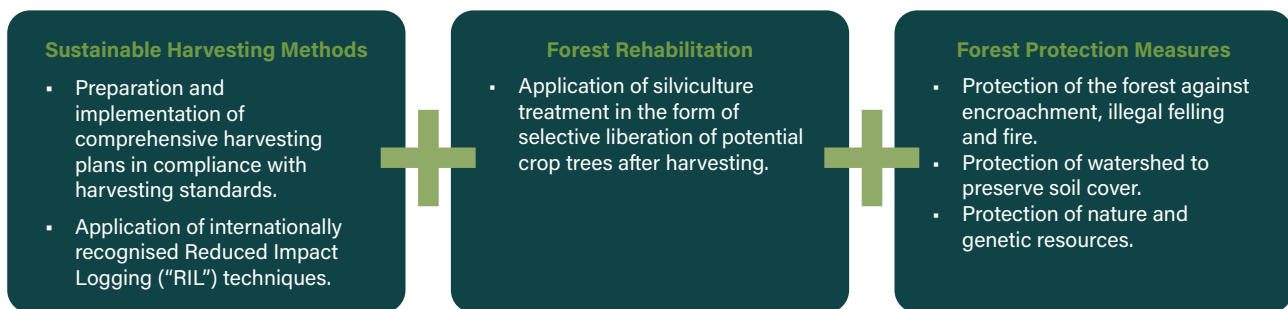 Sustainable Harvesting Methods
▪ Preparation and
implementation of
comprehensive harvesting
plans in compliance with
harvesting standards.
▪ Application of internationally
recognised Reduced Impact
Logging (“RIL”) techniques.
Forest Rehabilitation
▪ Application of silviculture
treatment in the form of
selective liberation of potential
crop trees after harvesting.
Forest Protection Measures
▪ Protection of the forest against
encroachment, illegal felling
and fire.
▪ Protection of watershed to
preserve soil cover.
▪ Protection of nature and
genetic resources.